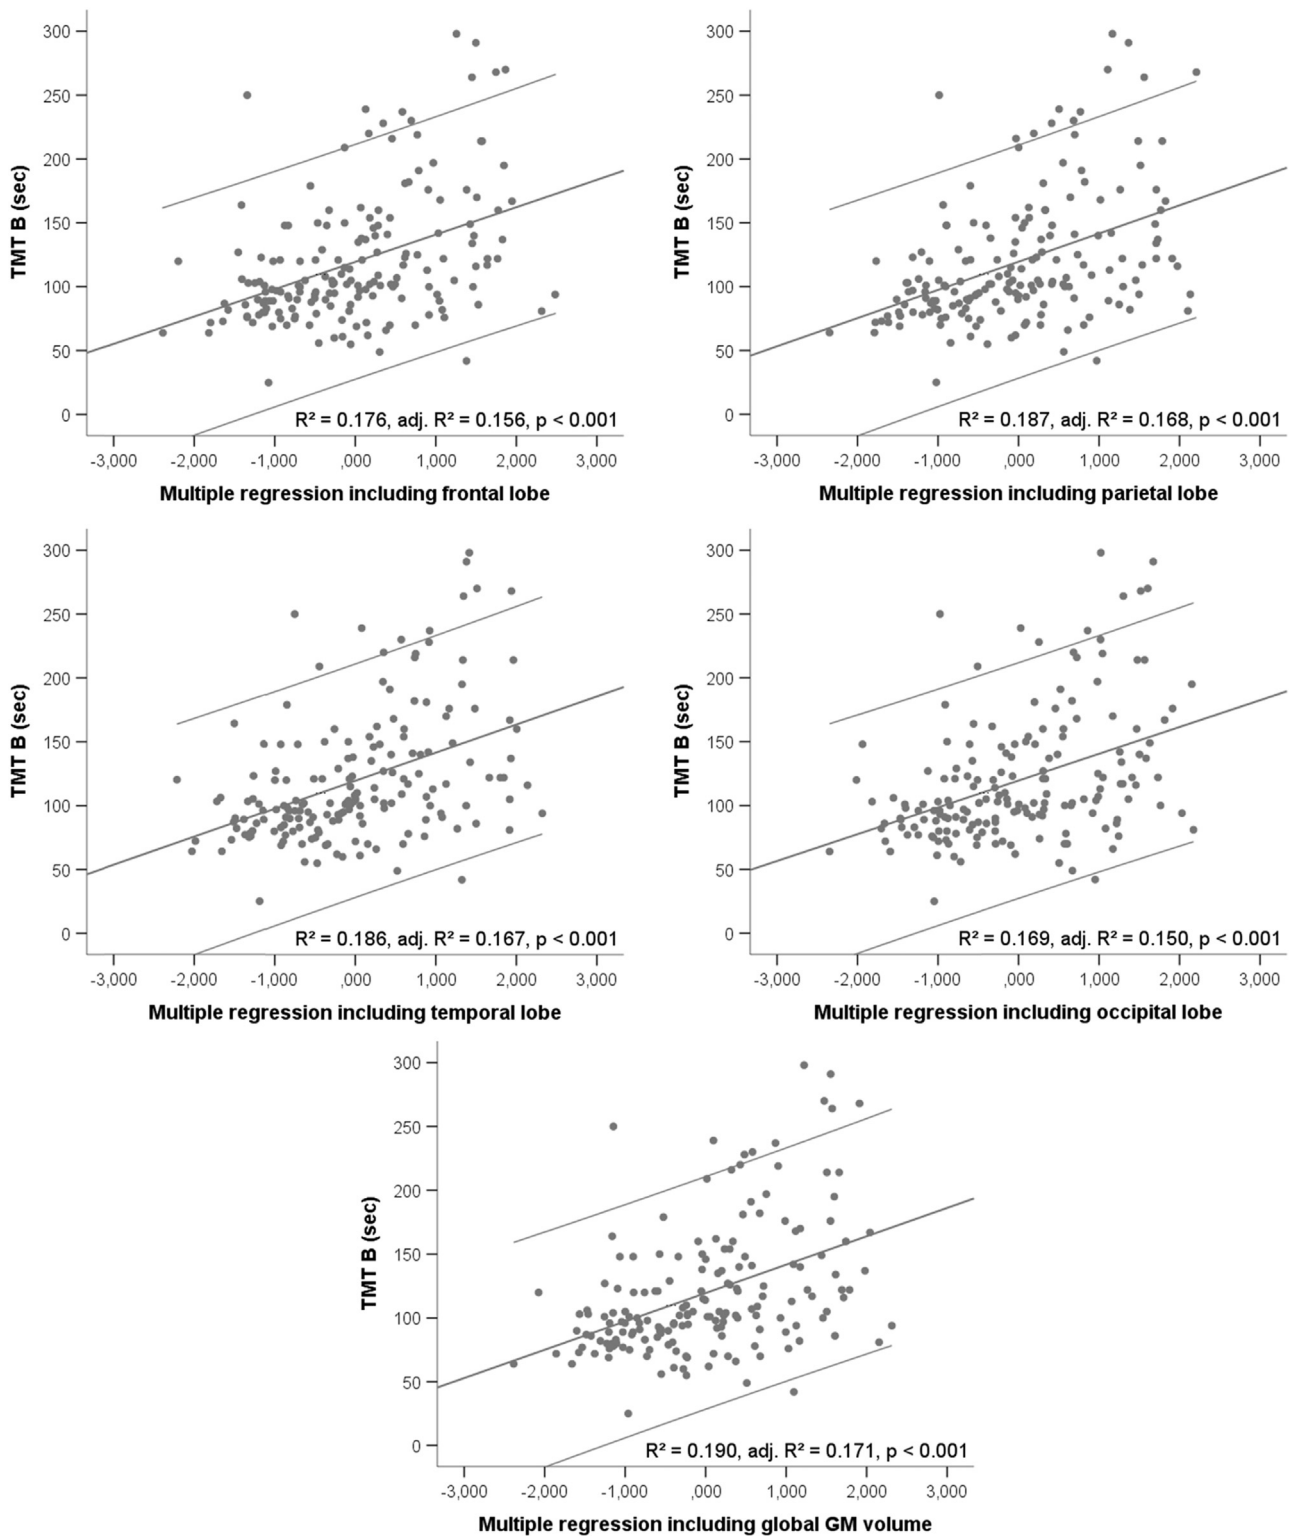 300
250
200
150
100
50
0
TMT B (sec)
R² = 0.176, adj. R² = 0.156, p < 0.001
-3,000 -2,000 -1,000 ,000 1,000 2,000 3,000
Multiple regression including frontal lobe
300
250
200
150
100
50
0
TMT B (sec)
R² = 0.187, adj. R² = 0.168, p < 0.001
-3,000 -2,000 -1,000 ,000 1,000 2,000 3,000
Multiple regression including parietal lobe
300
250
200
150
100
50
0
TMT B (sec)
R² = 0.186, adj. R² = 0.167, p < 0.001
-3,000 -2,000 -1,000 ,000 1,000 2,000 3,000
Multiple regression including temporal lobe
300
250
200
150
100
50
0
TMT B (sec)
R² = 0.169, adj. R² = 0.150, p < 0.001
-3,000 -2,000 -1,000 ,000 1,000 2,000 3,000
Multiple regression including occipital lobe
300
250
200
150
100
50
0
TMT B (sec)
R² = 0.190, adj. R² = 0.171, p < 0.001
-3,000 -2,000 -1,000 ,000 1,000 2,000 3,000
Multiple regression including global GM volume